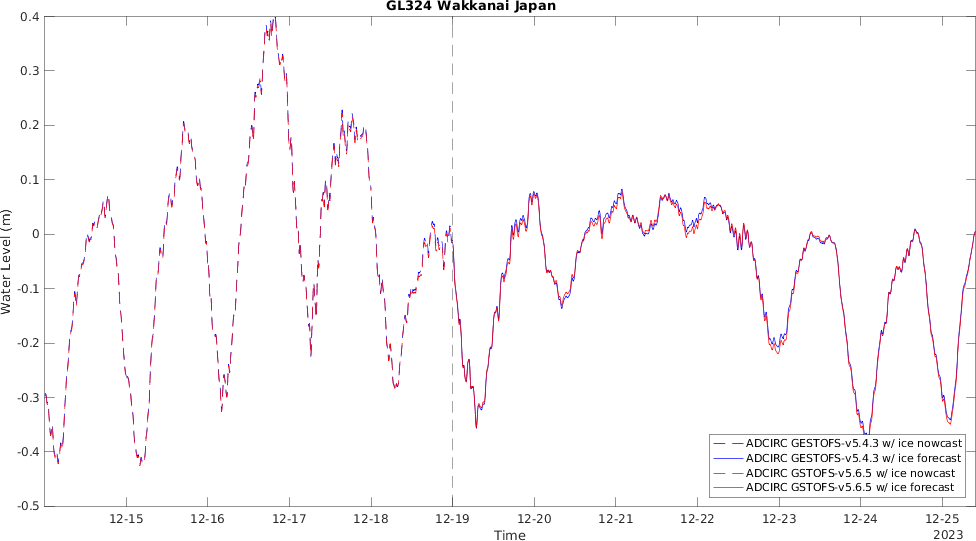 GL324 Wakkanai Japan
0.4
0.3
0.2
0.1
0
-0.1
-0.2
-0.3
-0.4
-0.5
Water Level (m)
ADCIRC GESTOFS-v5.4.3 w/ ice nowcast
ADCIRC GESTOFS-v5.4.3 w/ ice forecast
ADCIRC GSTOFS-v5.6.5 w/ ice nowcast
ADCIRC GSTOFS-v5.6.5 w/ ice forecast
12-15 12-16 12-17 12-18 12-19 12-20 12-21 12-22 12-23 12-24 12-25
Time
2023